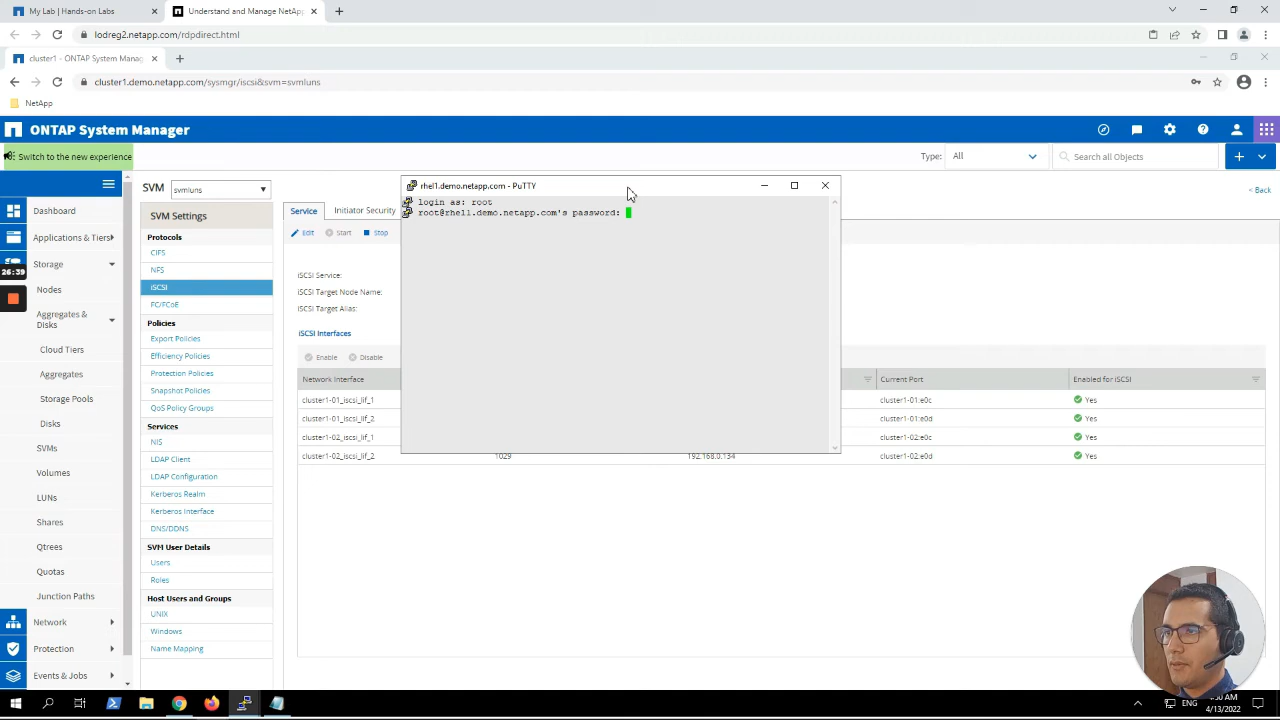 My Lab | Hands-on Labs
Understand and Manage NetApp
lodreg2.netapp.com/rdpdirect.html
cluster1 - ONTAP System Manag
cluster1.demo.netapp.com/sysmgr/iscsi&svm=svmluns
NetApp
ONTAP System Manager
Switch to the new experience
Type:
All
Search all Objects
SVM
svmluns
< Back
rhel1.demo.netapp.com - PuTTY
login as: root
root@rhel1.demo.netapp.com's password:
Dashboard
Applications & Tiers
Storage
26:39
Nodes
Aggregates &
Disks
Cloud Tiers
Aggregates
Storage Pools
Disks
SVMs
Volumes
LUNs
Shares
Qtrees
Quotas
Junction Paths
Network
Protection
Events & Jobs
SVM Settings
Protocols
CIFS
NFS
iSCSI
FC/FCoE
Policies
Export Policies
Efficiency Policies
Protection Policies
Snapshot Policies
QoS Policy Groups
Services
NIS
LDAP Client
LDAP Configuration
Kerberos Realm
Kerberos Interface
DNS/DDNS
SVM User Details
Users
Roles
Host Users and Groups
UNIX
Windows
Name Mapping
Service
Initiator Security
Edit
Start
Stop
iSCSI Service:
iSCSI Target Node Name:
iSCSI Target Alias:
iSCSI Interfaces
Enable
Disable
Network Interface
Current Port
Enabled for iSCSI
cluster1-01_iscsi_lif_1
cluster1-01:e0c
Yes
cluster1-01_iscsi_lif_2
cluster1-01:e0d
Yes
cluster1-02_iscsi_lif_1
cluster1-02:e0c
Yes
cluster1-02_iscsi_lif_2
1029
192.168.0.134
cluster1-02:e0d
Yes
ENG
4/13/2022